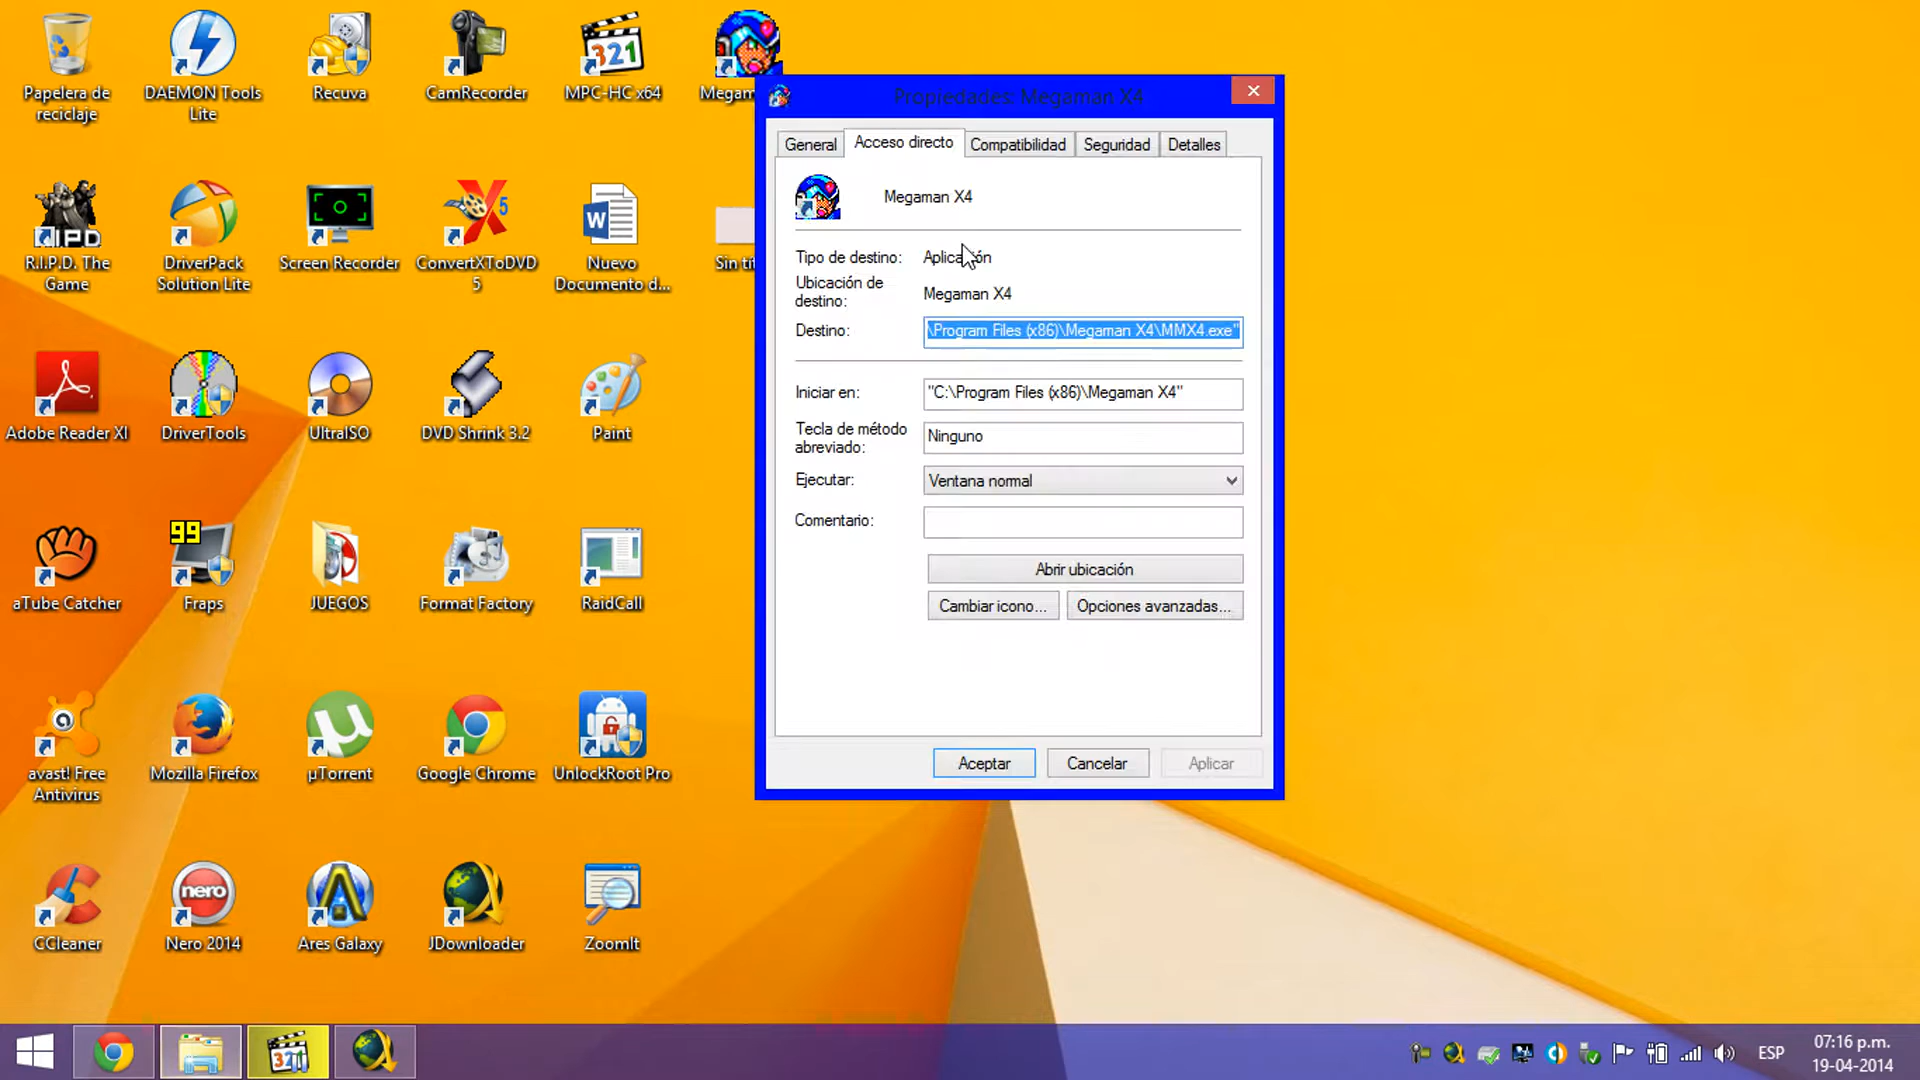 Papelera de
reciclaje
DAEMON Tools
Lite
Recuva
CamRecorder
321
MPC-HC x64
Megam
R.I.P.D. The
Game
DriverPack
Solution Lite
Screen Recorder
ConvertXToDVD
5
Nuevo
Documento d...
Sin tí
Adobe Reader XI
DriverTools
UltraISO
DVD Shrink 3.2
Paint
aTube Catcher
99
Fraps
JUEGOS
Format Factory
RaidCall
avast! Free
Antivirus
Mozilla Firefox
µTorrent
Google Chrome
UnlockRoot Pro
CCleaner
nero
Nero 2014
Ares Galaxy
JDownloader
ZoomIt
Propiedades: Megaman X4
General
Acceso directo
Compatibilidad
Seguridad
Detalles
Megaman X4
Tipo de destino:
Aplicación
Ubicación de
destino:
Megaman X4
Destino:
\Program Files (x86)\Megaman X4\MMX4.exe"
Iniciar en:
"C:\Program Files (x86)\Megaman X4"
Tecla de método
abreviado:
Ninguno
Ejecutar:
Ventana normal
Comentario:
Abrir ubicación
Cambiar icono...
Opciones avanzadas...
Aceptar
Cancelar
Aplicar
321
ESP
07:16 p.m.
19-04-2014